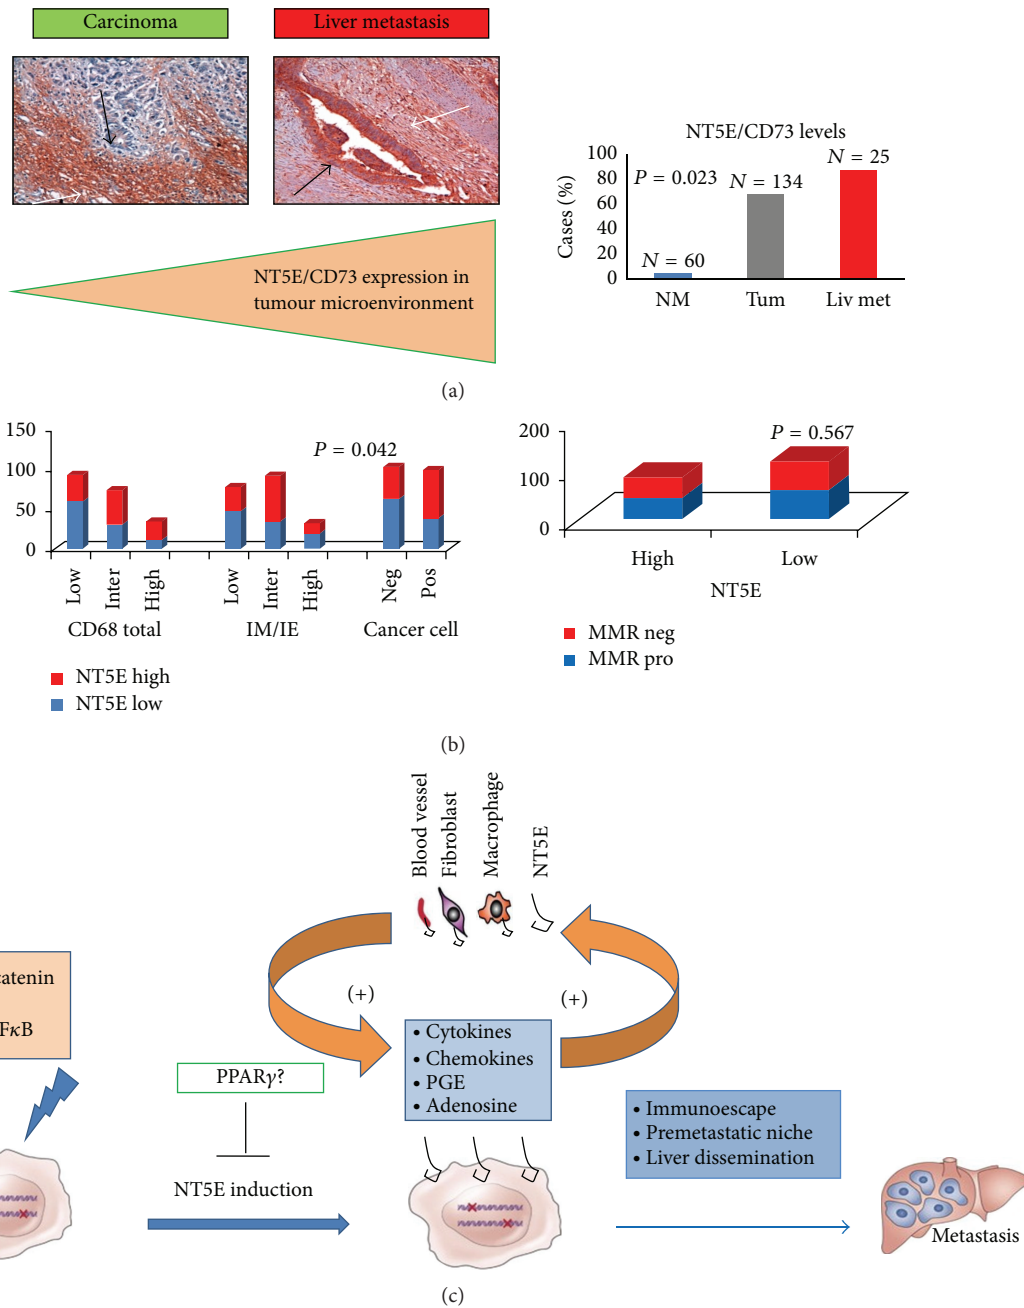 Carcinoma
Liver metastasis
NT5E/CD73 expression in
tumour microenvironment
NT5E/CD73 levels
Cases (%)
100
80
60
40
20
0
P = 0.023
N = 60
N = 134
N = 25
NM
Tum
Liv met
(a)
150
100
50
0
P = 0.042
Low
Inter
High
Low
Inter
High
Neg
Pos
CD68 total
IM/IE
Cancer cell
NT5E high
NT5E low
200
100
0
P = 0.567
High
Low
NT5E
MMR neg
MMR pro
(b)
Blood vessel
Fibroblast
Macrophage
NT5E
catenin
FκB
(+)
(+)
• Cytokines
• Chemokines
• PGE
• Adenosine
PPARγ?
NT5E induction
• Immunoescape
• Premetastatic niche
• Liver dissemination
Metastasis
(c)